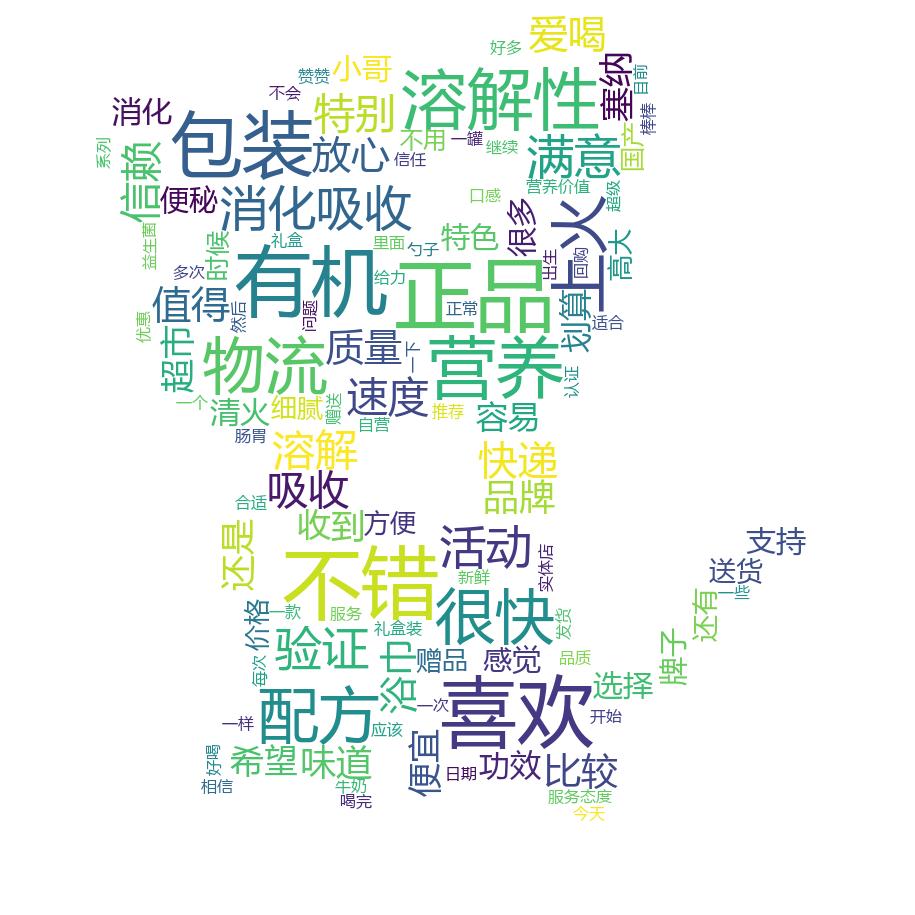 爱喝
好多
小哥
赞赞
塞纳
目前
溶解性
不会
特别
棒棒
消化
包装
不用
一罐
继续
国产
系列
放心
信任
满意
信赖
便秘
消化吸收
口感
营养价值
超级
很多
上火
益生菌
时候
礼盒
里面
勺子
特色
高大
多次
有机
给力
正品
出生
回购
值得
然后
问题
正常
划算
适合
优惠
超市
物流
质量
一下
营养
认证
一个
清火
细腻
赠送
速度
推荐
容易
自营
肠胃
溶解
快递
吸收
品牌
合适
收到
方便
还是
活动
实体店
支持
不错
新鲜
送货
一些
很快
价格
一款
服务
礼盒装
发货
还有
验证
浴巾
赠品
感觉
品质
牌子
每次
选择
配方
一次
喜欢
开始
一样
应该
好喝
希望
味道
便宜
日期
功效
比较
相信
牛奶
喝完
服务态度
今天